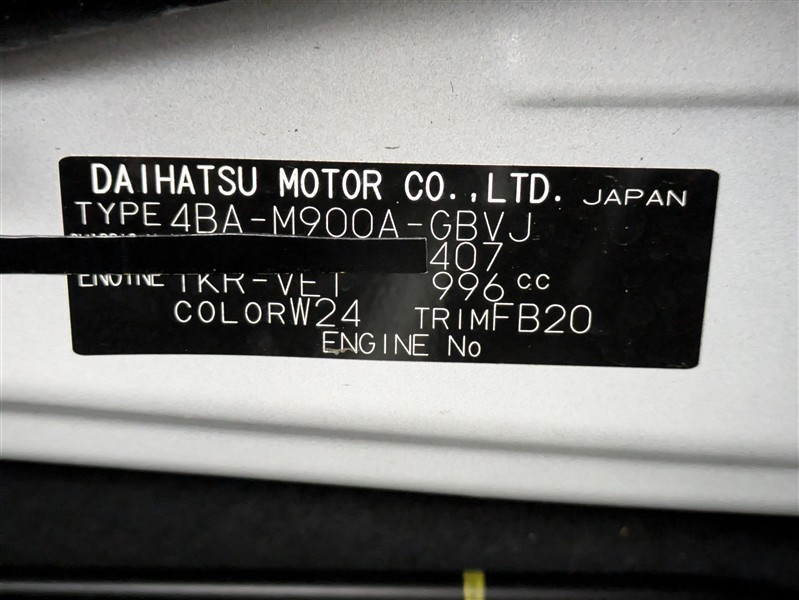 DAIHATSU MOTOR CO.,LTD. JAPAN
TYPE 4BA-M900A-GBVJ
407
ENGINE 1KR-VET 996 cc
COLOR W24 TRIM FB20
ENGINE No